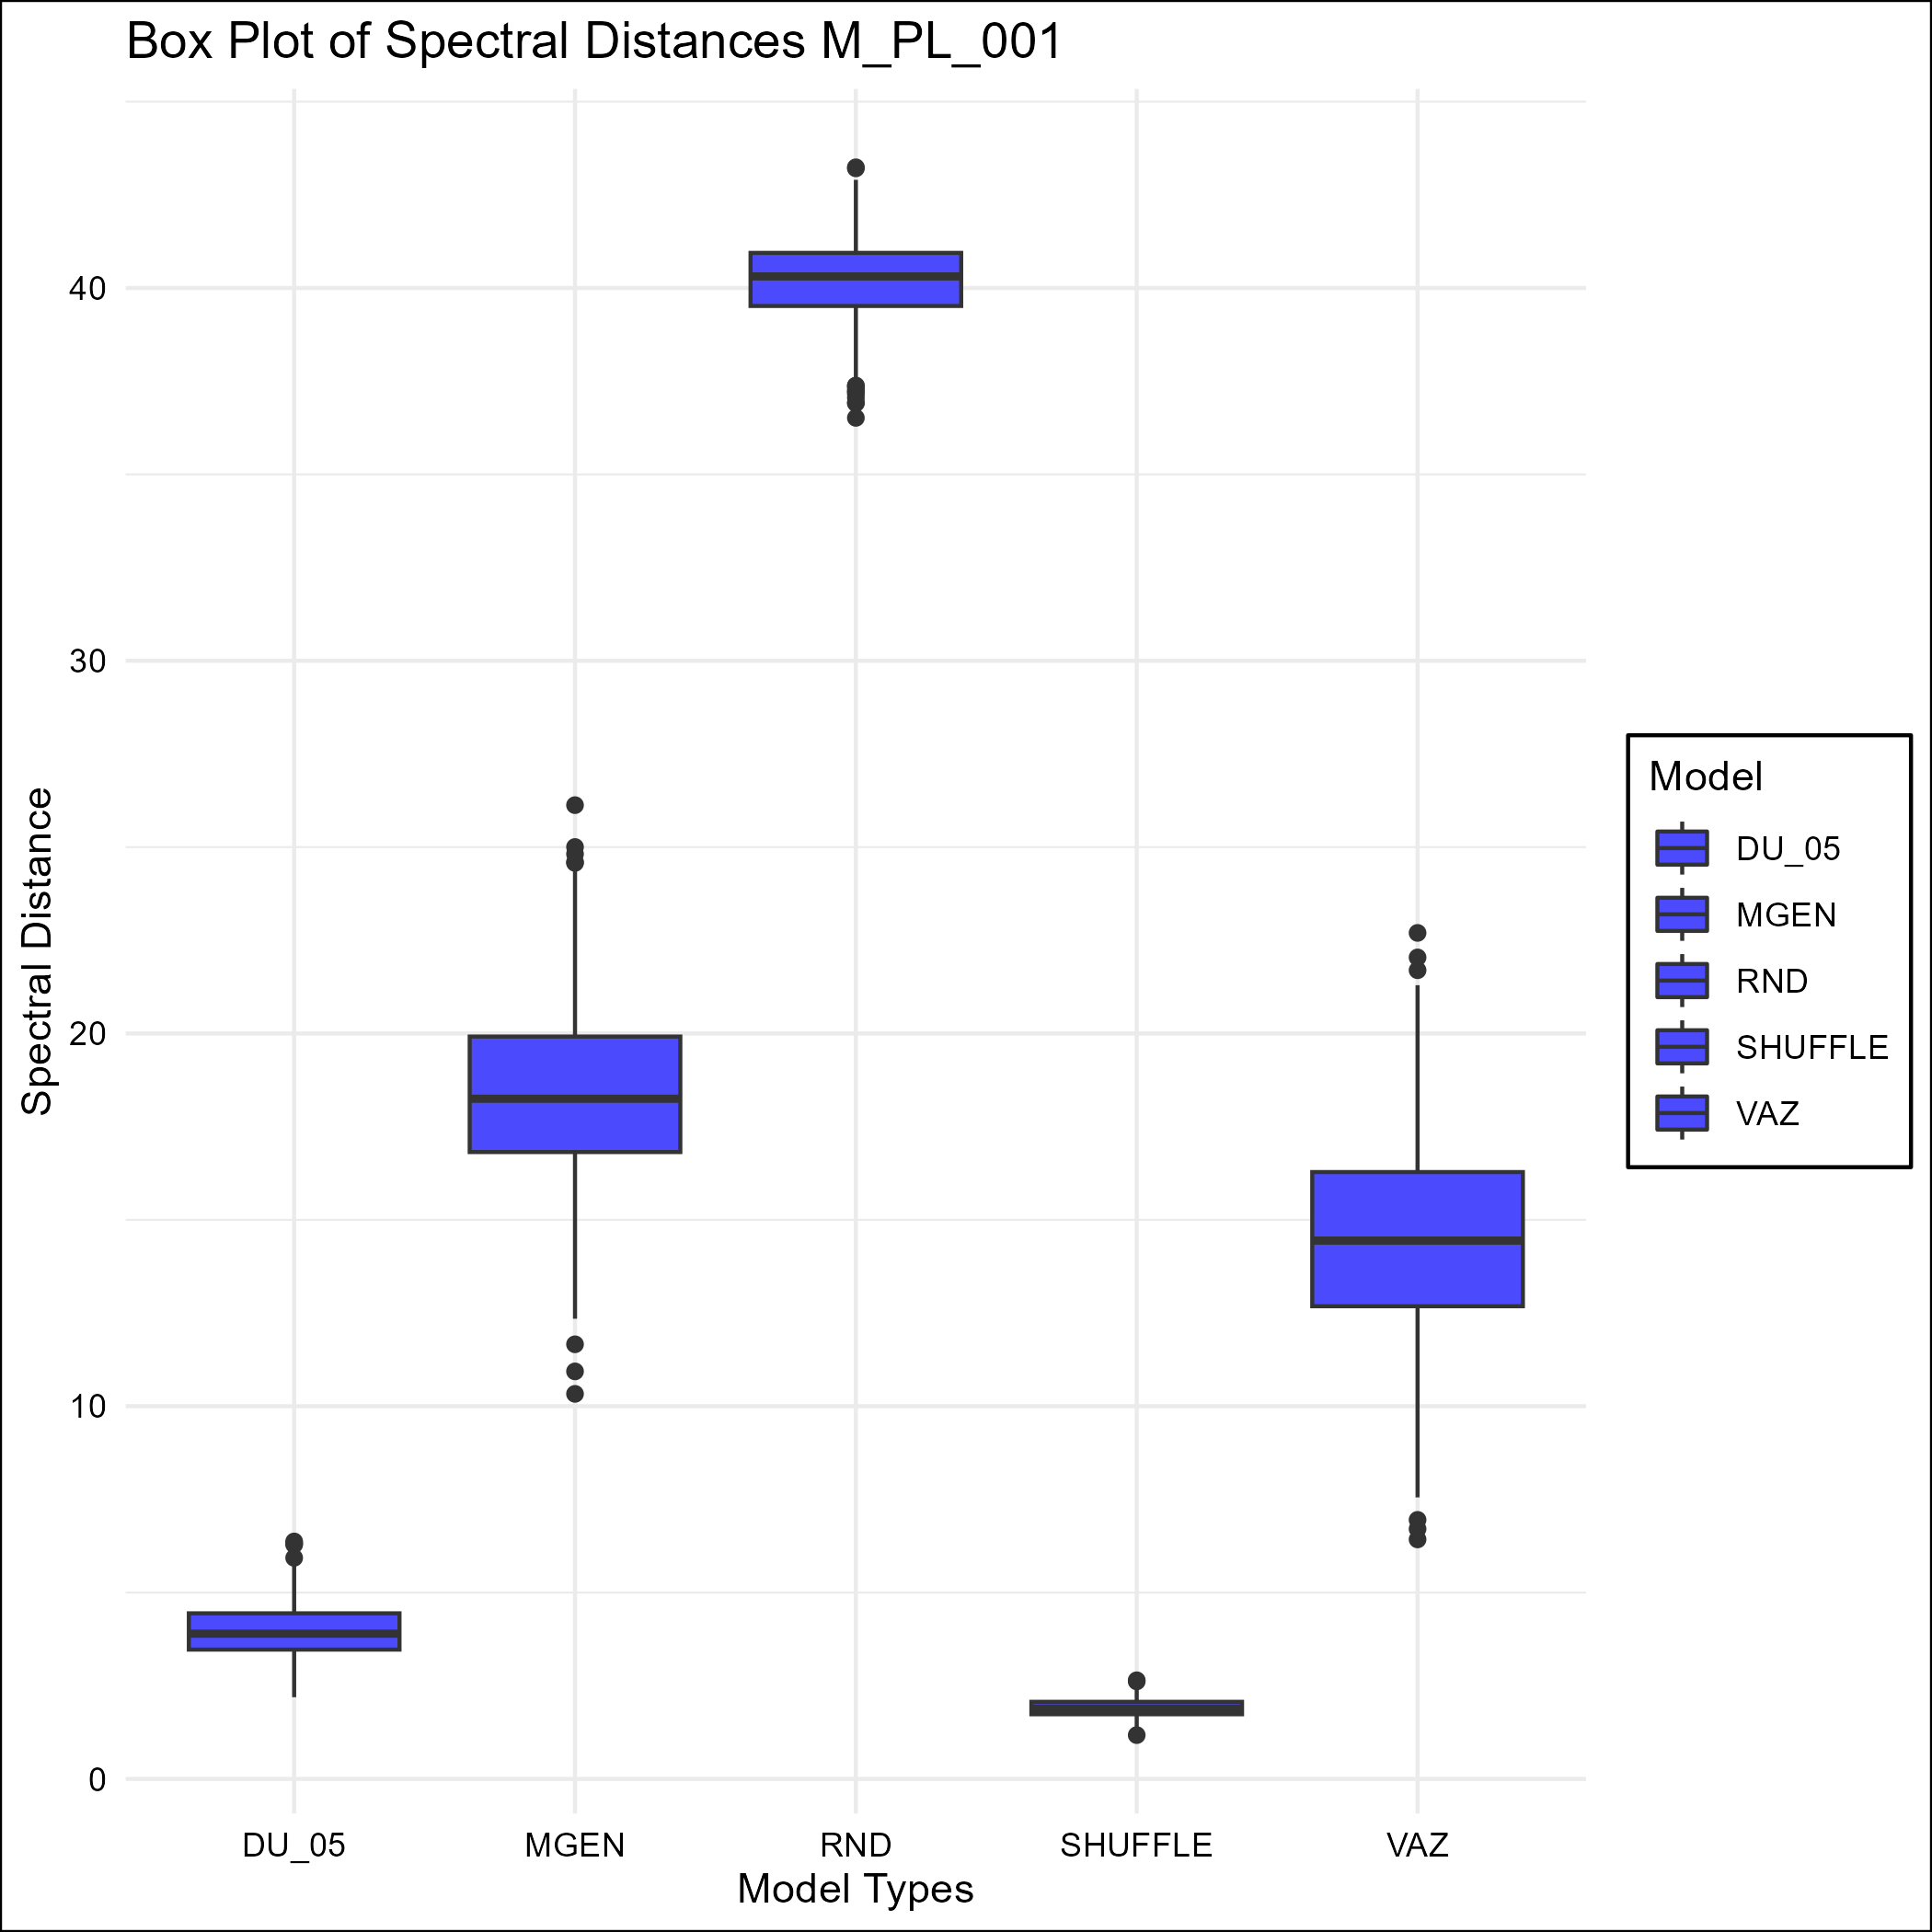 Box Plot of Spectral Distances M_PL_001
Spectral Distance
40
30
20
10
0
DU_05
MGEN
RND
SHUFFLE
VAZ
Model Types
Model
DU_05
MGEN
RND
SHUFFLE
VAZ